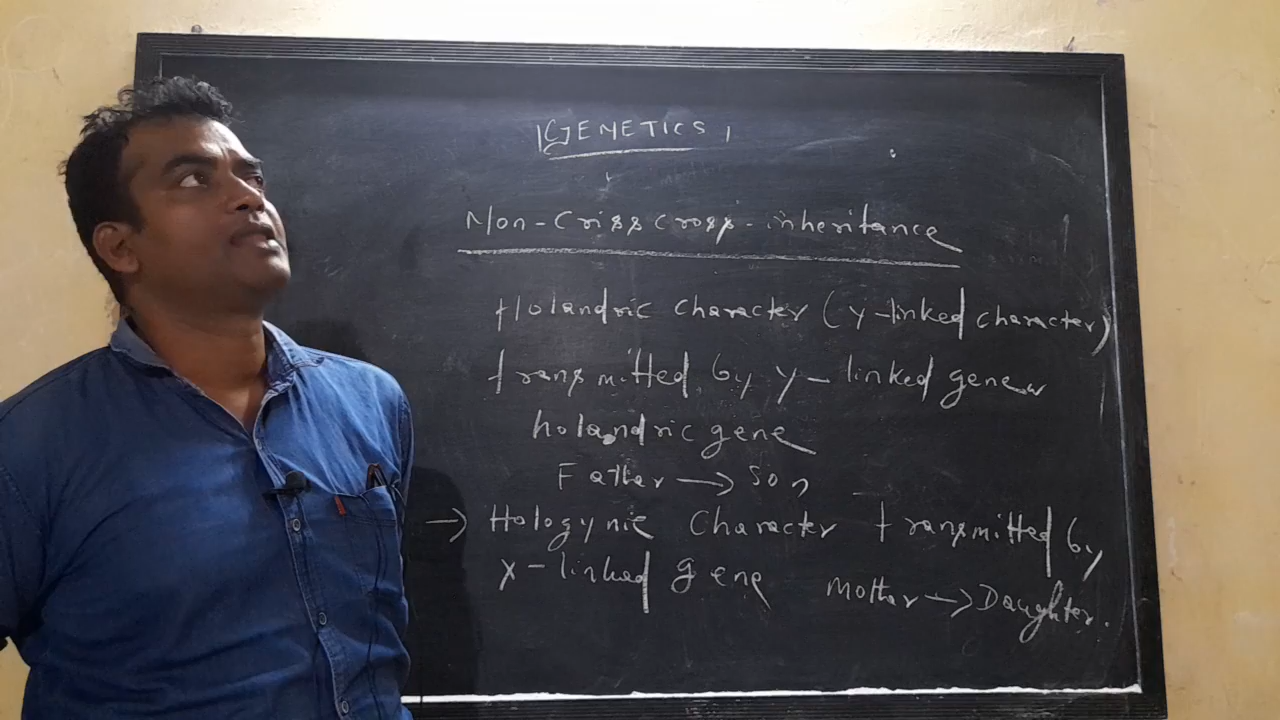 GENETICS
Non-Criss cross-inheritance
Holandric character (y-linked character)
transmitted by y-linked gene
holandric gene
Father → Son
→ Hologynic Character transmitted by
x-linked gene Mother → Daughter.